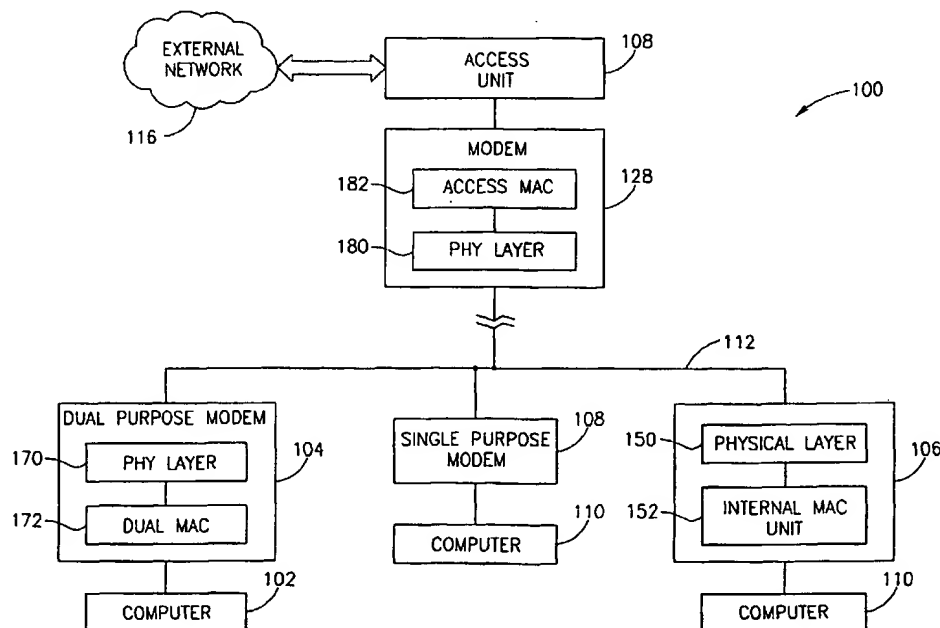 EXTERNAL
NETWORK
116
ACCESS
UNIT
108
100
MODEM
128
182
ACCESS MAC
180
PHY LAYER
112
DUAL PURPOSE MODEM
104
170
PHY LAYER
172
DUAL MAC
COMPUTER
102
SINGLE PURPOSE
MODEM
108
COMPUTER
110
150
PHYSICAL LAYER
106
152
INTERNAL MAC
UNIT
COMPUTER
110